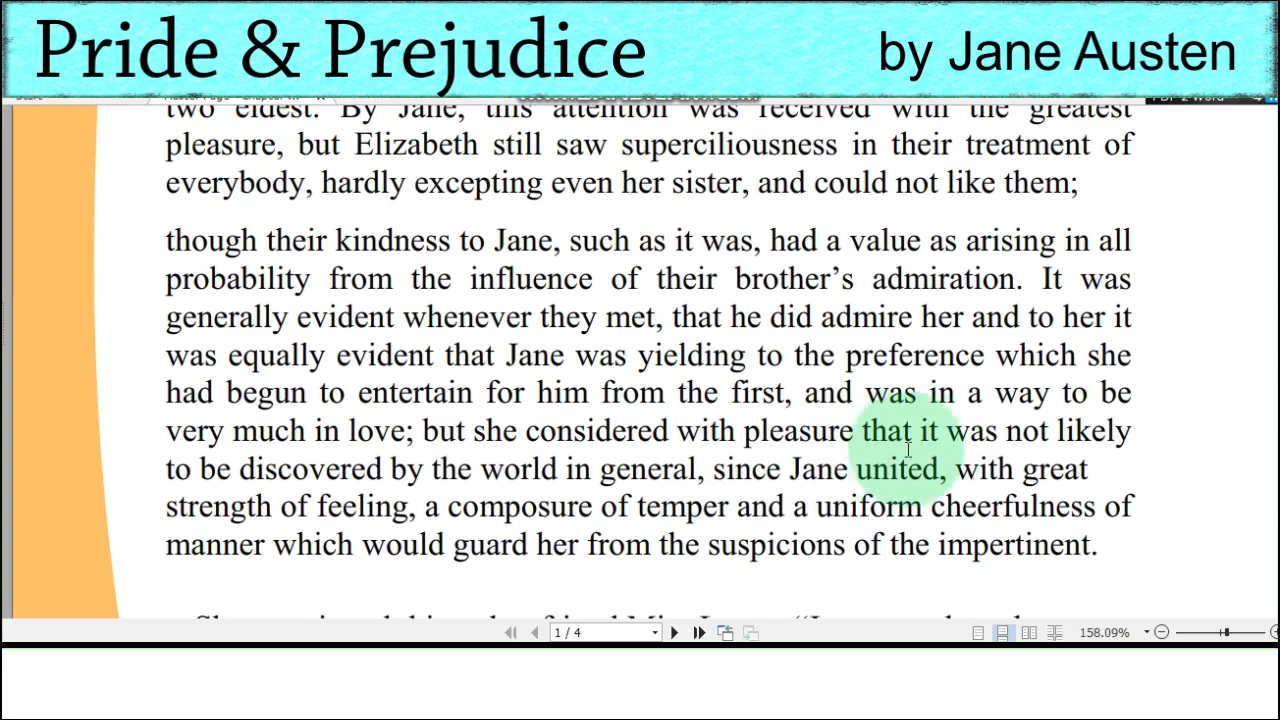 Pride & Prejudice
by Jane Austen
two eldest. By Jane, this attention was received with the greatest
pleasure, but Elizabeth still saw superciliousness in their treatment of
everybody, hardly excepting even her sister, and could not like them;
though their kindness to Jane, such as it was, had a value as arising in all
probability from the influence of their brother’s admiration. It was
generally evident whenever they met, that he did admire her and to her it
was equally evident that Jane was yielding to the preference which she
had begun to entertain for him from the first, and was in a way to be
very much in love; but she considered with pleasure that it was not likely
to be discovered by the world in general, since Jane united, with great
strength of feeling, a composure of temper and a uniform cheerfulness of
manner which would guard her from the suspicions of the impertinent.
1 / 4
158.09%